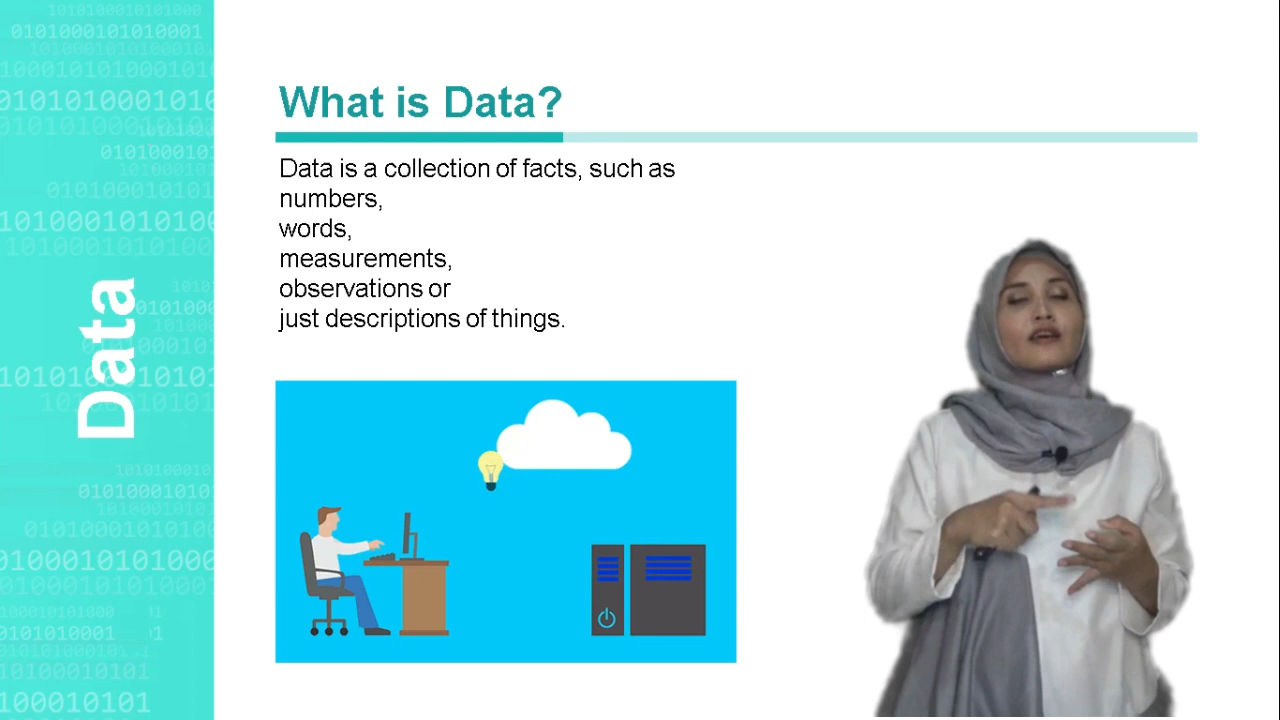 What is Data?
Data is a collection of facts, such as
numbers,
words,
measurements,
observations or
just descriptions of things.
Data